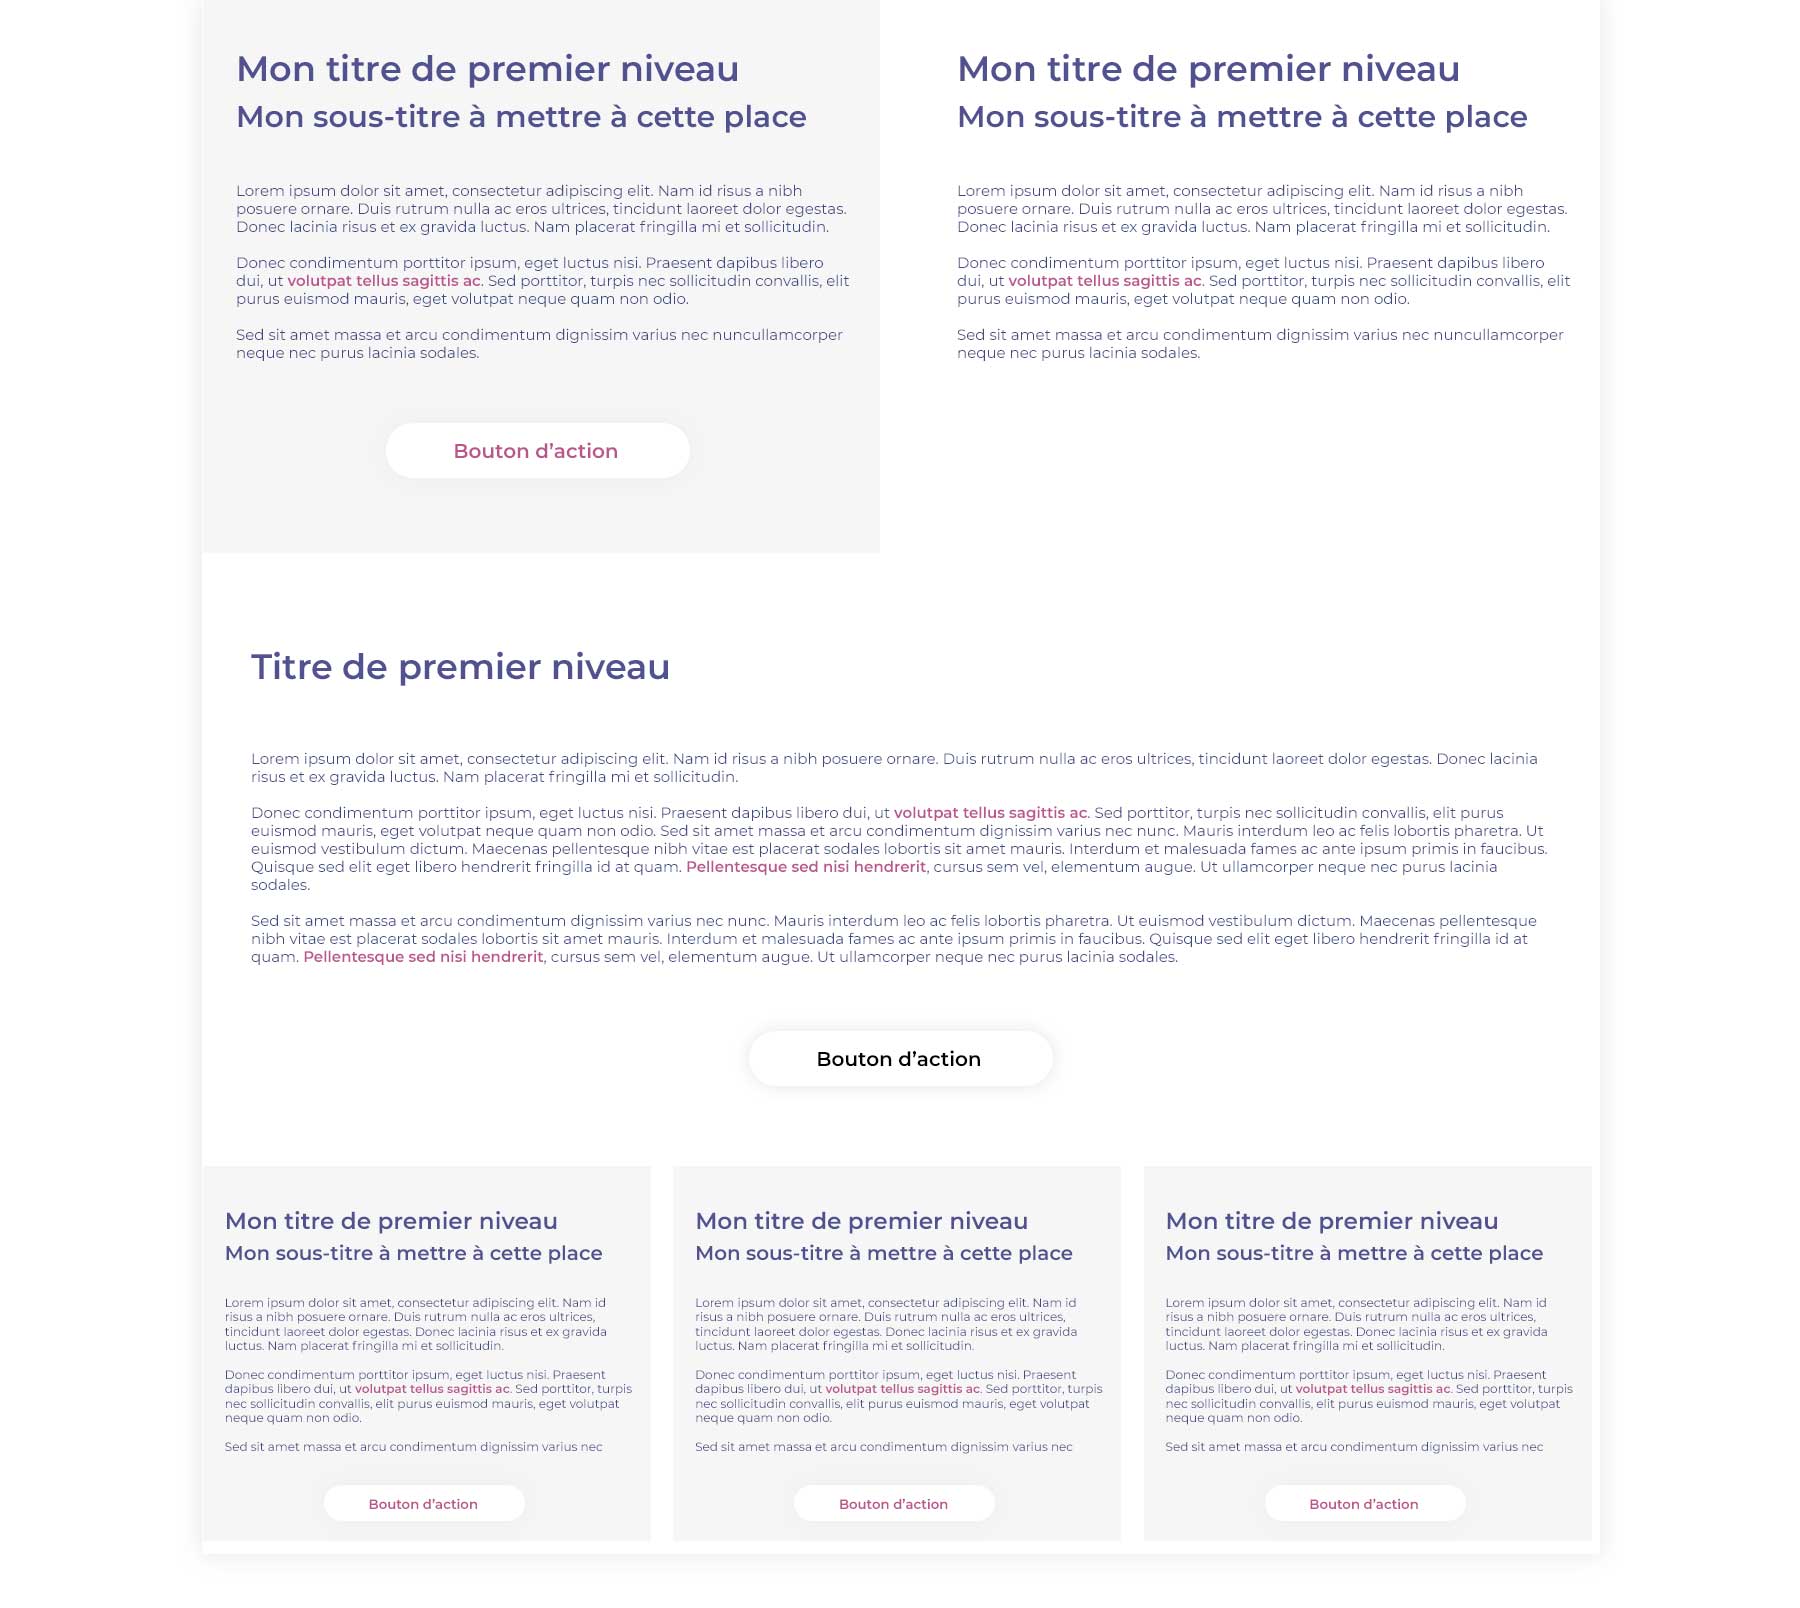 Mon titre de premier niveau
Mon sous-titre à mettre à cette place
Lorem ipsum dolor sit amet, consectetur adipiscing elit. Nam id risus a nibh
posuere ornare. Duis rutrum nulla ac eros ultrices, tincidunt laoreet dolor egestas.
Donec lacinia risus et ex gravida luctus. Nam placerat fringilla mi et sollicitudin.
Donec condimentum porttitor ipsum, eget luctus nisi. Praesent dapibus libero
dui, ut volutpat tellus sagittis ac. Sed porttitor, turpis nec sollicitudin convallis, elit
purus euismod mauris, eget volutpat neque quam non odio.
Sed sit amet massa et arcu condimentum dignissim varius nec nuncullamcorper
neque nec purus lacinia sodales.
Bouton d’action
Mon titre de premier niveau
Mon sous-titre à mettre à cette place
Lorem ipsum dolor sit amet, consectetur adipiscing elit. Nam id risus a nibh
posuere ornare. Duis rutrum nulla ac eros ultrices, tincidunt laoreet dolor egestas.
Donec lacinia risus et ex gravida luctus. Nam placerat fringilla mi et sollicitudin.
Donec condimentum porttitor ipsum, eget luctus nisi. Praesent dapibus libero
dui, ut volutpat tellus sagittis ac. Sed porttitor, turpis nec sollicitudin convallis, elit
purus euismod mauris, eget volutpat neque quam non odio.
Sed sit amet massa et arcu condimentum dignissim varius nec nuncullamcorper
neque nec purus lacinia sodales.
Titre de premier niveau
Lorem ipsum dolor sit amet, consectetur adipiscing elit. Nam id risus a nibh posuere ornare. Duis rutrum nulla ac eros ultrices, tincidunt laoreet dolor egestas. Donec lacinia
risus et ex gravida luctus. Nam placerat fringilla mi et sollicitudin.
Donec condimentum porttitor ipsum, eget luctus nisi. Praesent dapibus libero dui, ut volutpat tellus sagittis ac. Sed porttitor, turpis nec sollicitudin convallis, elit purus
euismod mauris, eget volutpat neque quam non odio. Sed sit amet massa et arcu condimentum dignissim varius nec nunc. Mauris interdum leo ac felis lobortis pharetra. Ut
euismod vestibulum dictum. Maecenas pellentesque nibh vitae est placerat sodales lobortis sit amet mauris. Interdum et malesuada fames ac ante ipsum primis in faucibus.
Quisque sed elit eget libero hendrerit fringilla id at quam. Pellentesque sed nisi hendrerit, cursus sem vel, elementum augue. Ut ullamcorper neque nec purus lacinia
sodales.
Sed sit amet massa et arcu condimentum dignissim varius nec nunc. Mauris interdum leo ac felis lobortis pharetra. Ut euismod vestibulum dictum. Maecenas pellentesque
nibh vitae est placerat sodales lobortis sit amet mauris. Interdum et malesuada fames ac ante ipsum primis in faucibus. Quisque sed elit eget libero hendrerit fringilla id at
quam. Pellentesque sed nisi hendrerit, cursus sem vel, elementum augue. Ut ullamcorper neque nec purus lacinia sodales.
Bouton d’action
Mon titre de premier niveau
Mon sous-titre à mettre à cette place
Lorem ipsum dolor sit amet, consectetur adipiscing elit. Nam id
risus a nibh posuere ornare. Duis rutrum nulla ac eros ultrices,
tincidunt laoreet dolor egestas. Donec lacinia risus et ex gravida
luctus. Nam placerat fringilla mi et sollicitudin.
Donec condimentum porttitor ipsum, eget luctus nisi. Praesent
dapibus libero dui, ut volutpat tellus sagittis ac. Sed porttitor, turpis
nec sollicitudin convallis, elit purus euismod mauris, eget volutpat
neque quam non odio.
Sed sit amet massa et arcu condimentum dignissim varius nec
Bouton d’action
Mon titre de premier niveau
Mon sous-titre à mettre à cette place
Lorem ipsum dolor sit amet, consectetur adipiscing elit. Nam id
risus a nibh posuere ornare. Duis rutrum nulla ac eros ultrices,
tincidunt laoreet dolor egestas. Donec lacinia risus et ex gravida
luctus. Nam placerat fringilla mi et sollicitudin.
Donec condimentum porttitor ipsum, eget luctus nisi. Praesent
dapibus libero dui, ut volutpat tellus sagittis ac. Sed porttitor, turpis
nec sollicitudin convallis, elit purus euismod mauris, eget volutpat
neque quam non odio.
Sed sit amet massa et arcu condimentum dignissim varius nec
Bouton d’action
Mon titre de premier niveau
Mon sous-titre à mettre à cette place
Lorem ipsum dolor sit amet, consectetur adipiscing elit. Nam id
risus a nibh posuere ornare. Duis rutrum nulla ac eros ultrices,
tincidunt laoreet dolor egestas. Donec lacinia risus et ex gravida
luctus. Nam placerat fringilla mi et sollicitudin.
Donec condimentum porttitor ipsum, eget luctus nisi. Praesent
dapibus libero dui, ut volutpat tellus sagittis ac. Sed porttitor, turpis
nec sollicitudin convallis, elit purus euismod mauris, eget volutpat
neque quam non odio.
Sed sit amet massa et arcu condimentum dignissim varius nec
Bouton d’action